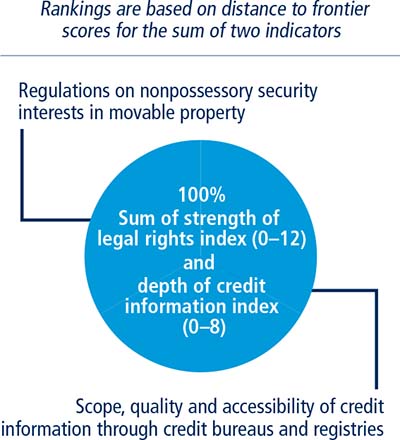 Rankings are based on distance to frontier
scores for the sum of two indicators
Regulations on nonpossessory security
interests in movable property
100%
Sum of strength of
legal rights index (0–12)
and
depth of credit
information index
(0–8)
Scope, quality and accessibility of credit
information through credit bureaus and registries